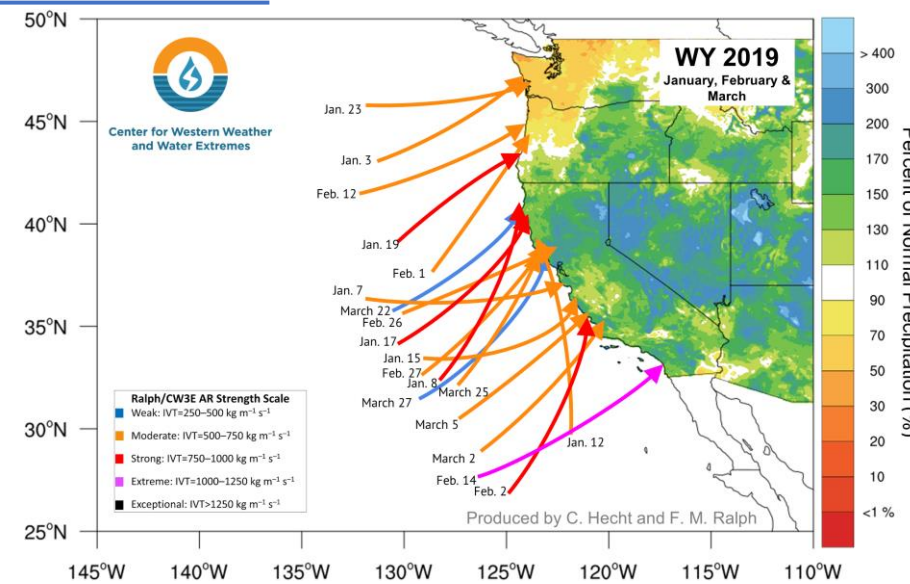 50°N
45°N
40°N
35°N
30°N
25°N
145°W
140°W
135°W
130°W
125°W
120°W
115°W
110°W
Center for Western Weather
and Water Extremes
WY 2019
January, February &
March
Jan. 23
Jan. 3
Feb. 12
Jan. 19
Feb. 1
Jan. 7
March 22
Feb. 26
Jan. 17
Jan. 15
Feb. 27
Jan. 8
March 25
March 27
March 5
Jan. 12
March 2
Feb. 14
Feb. 2
Ralph/CW3E AR Strength Scale
Weak: IVT=250–500 kg m⁻¹ s⁻¹
Moderate: IVT=500–750 kg m⁻¹ s⁻¹
Strong: IVT=750–1000 kg m⁻¹ s⁻¹
Extreme: IVT=1000–1250 kg m⁻¹ s⁻¹
Exceptional: IVT>1250 kg m⁻¹ s⁻¹
Produced by C. Hecht and F. M. Ralph
> 400
300
200
170
150
130
110
90
70
50
30
20
10
<1 %
Percent of Normal Precipitation (%)